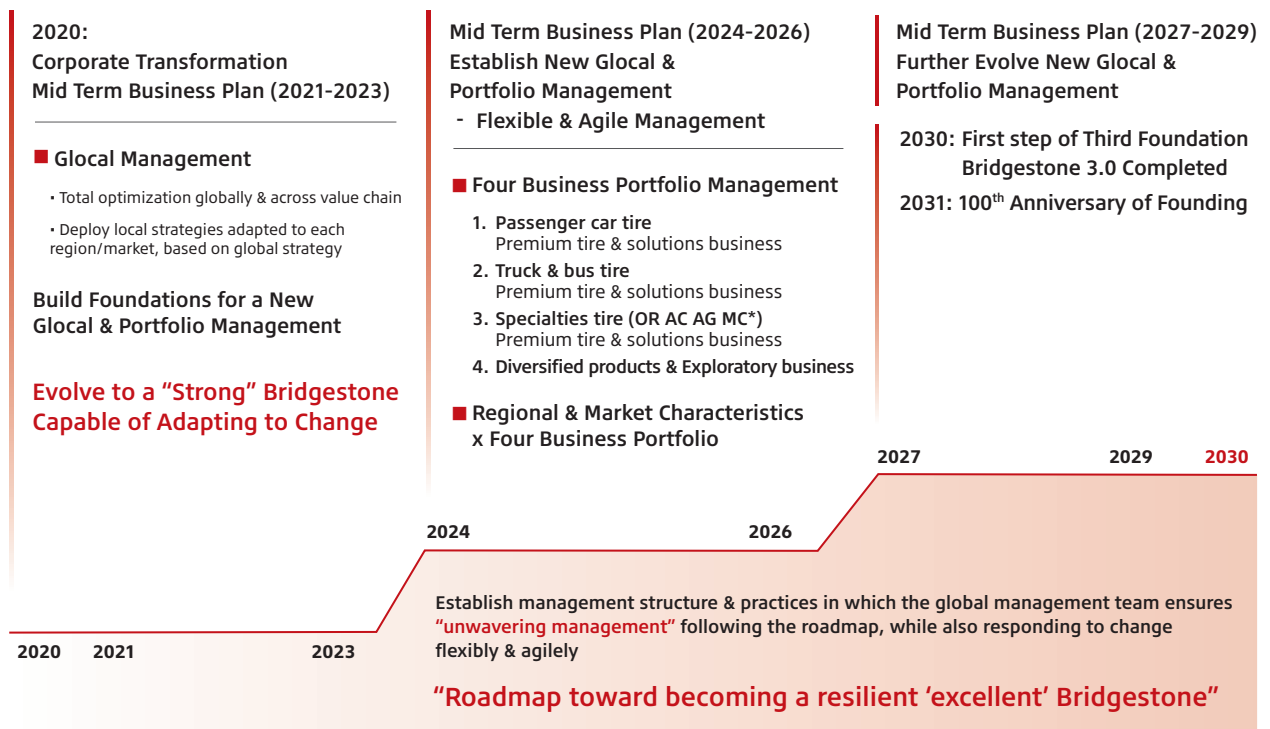 2020:
Corporate Transformation
Mid Term Business Plan (2021-2023)
■ Glocal Management
・Total optimization globally & across value chain
・Deploy local strategies adapted to each
region/market, based on global strategy
Build Foundations for a New
Glocal & Portfolio Management
Evolve to a “Strong” Bridgestone
Capable of Adapting to Change
Mid Term Business Plan (2024-2026)
Establish New Glocal &
Portfolio Management
- Flexible & Agile Management
■ Four Business Portfolio Management
1. Passenger car tire
Premium tire & solutions business
2. Truck & bus tire
Premium tire & solutions business
3. Specialties tire (OR AC AG MC*)
Premium tire & solutions business
4. Diversified products & Exploratory business
■ Regional & Market Characteristics
x Four Business Portfolio
Mid Term Business Plan (2027-2029)
Further Evolve New Glocal &
Portfolio Management
2030: First step of Third Foundation
Bridgestone 3.0 Completed
2031: 100th Anniversary of Founding
2027 2029 2030
2024 2026
2020 2021 2023
Establish management structure & practices in which the global management team ensures
“unwavering management” following the roadmap, while also responding to change
flexibly & agilely
“Roadmap toward becoming a resilient ‘excellent’ Bridgestone”